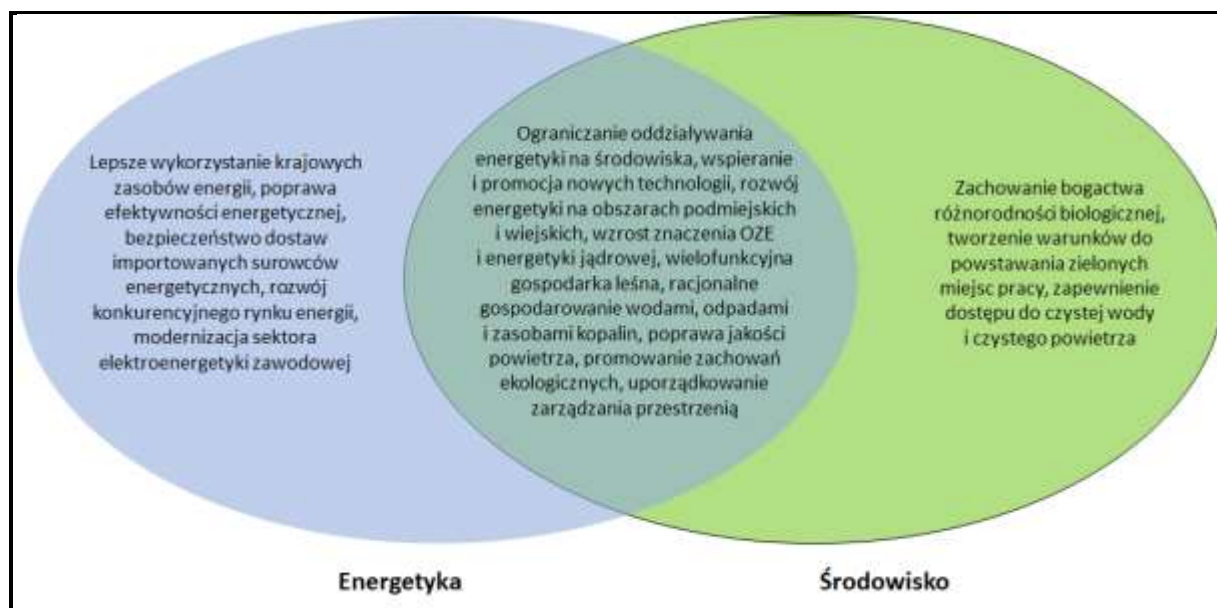 Lepsze wykorzystanie krajowych
zasobów energii, poprawa
efektywności energetycznej,
bezpieczeństwo dostaw
importowanych surowców
energetycznych, rozwój
konkurencyjnego rynku energii,
modernizacja sektora
elektroenergetyki zawodowej
Ograniczanie oddziaływania
energetyki na środowiska, wspieranie
i promocja nowych technologii, rozwój
energetyki na obszarach podmiejskich
i wiejskich, wzrost znaczenia OZE
i energetyki jądrowej, wielofunkcyjna
gospodarka leśna, racjonalne
gospodarowanie wodami, odpadami
i zasobami kopalin, poprawa jakości
powietrza, promowanie zachowań
ekologicznych, uporządkowanie
zarządzania przestrzenią
Zachowanie bogactwa
różnorodności biologicznej,
tworzenie warunków do
powstawania zielonych
miejsc pracy, zapewnienie
dostępu do czystej wody
i czystego powietrza
Energetyka
Środowisko